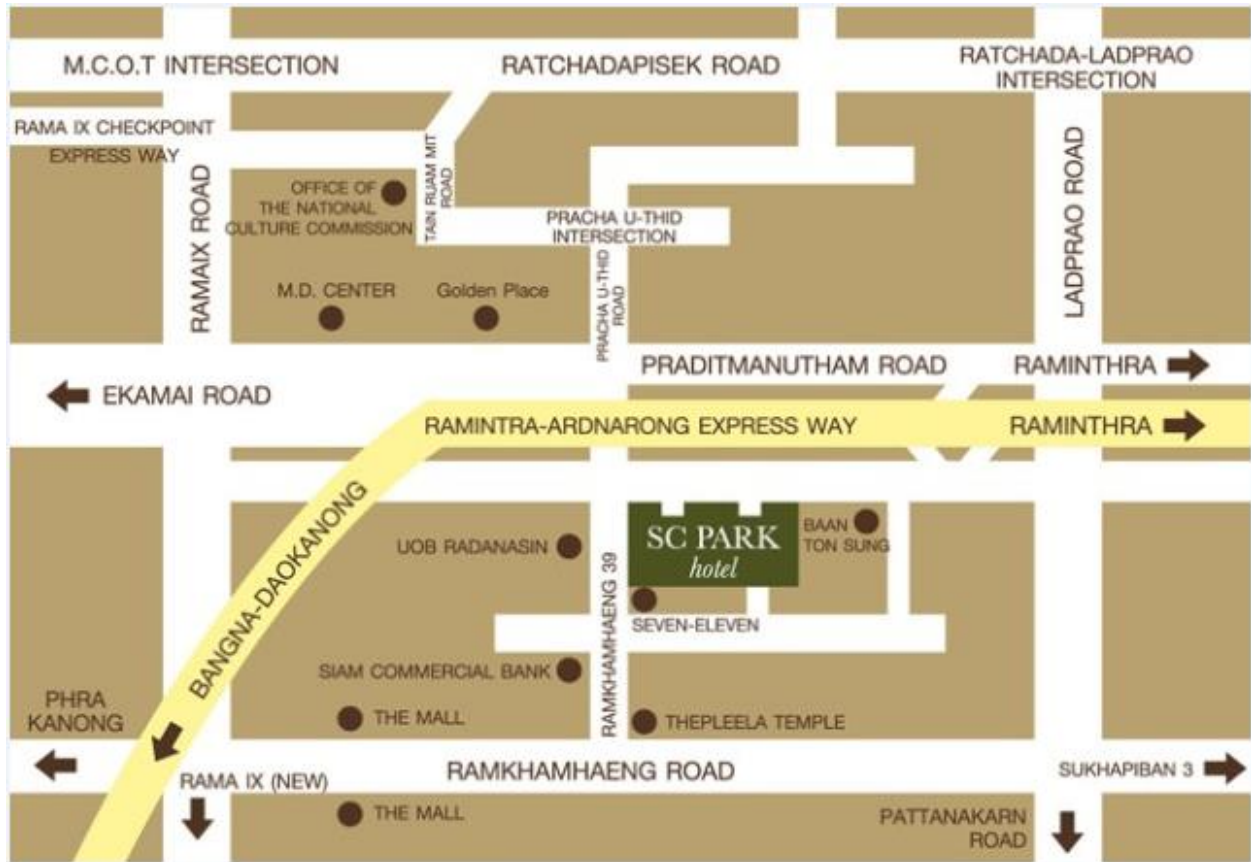 M.C.O.T INTERSECTION
RATCHADAPISEK ROAD
RATCHADA-LADPRAO
INTERSECTION
RAMA IX CHECKPOINT
EXPRESS WAY
RAMAIX ROAD
OFFICE OF
THE NATIONAL
CULTURE COMMISSION
TAIN RUAM MIT
ROAD
PRACHA U-THID
INTERSECTION
LADPRAO ROAD
M.D. CENTER
Golden Place
PRACHA U-THID
ROAD
EKAMAI ROAD
PRADITMANUTHAM ROAD
RAMINTHRA
RAMINTRA-ARDNARONG EXPRESS WAY
RAMINTHRA
BANGNA-DAOKANONG
UOB RADANASIN
RAMKHAMHAENG 39
SC PARK
hotel
BAAN
TON SUNG
SEVEN-ELEVEN
SIAM COMMERCIAL BANK
PHRA
KANONG
THE MALL
THEPLEELA TEMPLE
RAMA IX (NEW)
RAMKHAMHAENG ROAD
SUKHAPIBAN 3
THE MALL
PATTANAKARN
ROAD